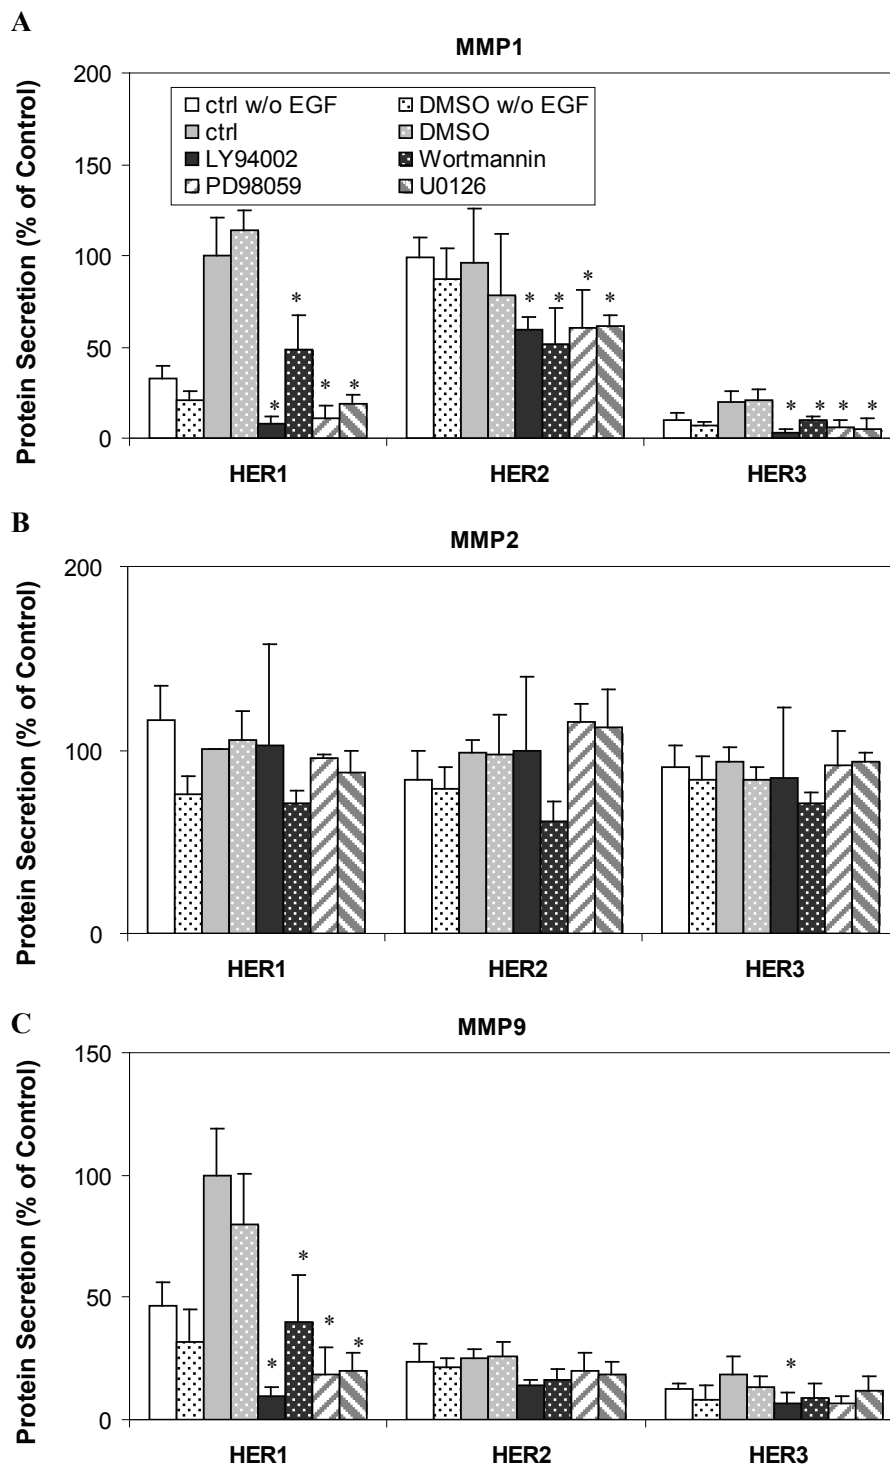 A
MMP1
Protein Secretion (% of Control)
200
150
100
50
0
ctrl w/o EGF DMSO w/o EGF
ctrl DMSO
LY94002 Wortmannin
PD98059 U0126
* * * * * * * * * * * *
HER1 HER2 HER3
B
MMP2
Protein Secretion (% of Control)
200
100
0
HER1 HER2 HER3
C
MMP9
Protein Secretion (% of Control)
150
100
50
0
* * * * *
HER1 HER2 HER3